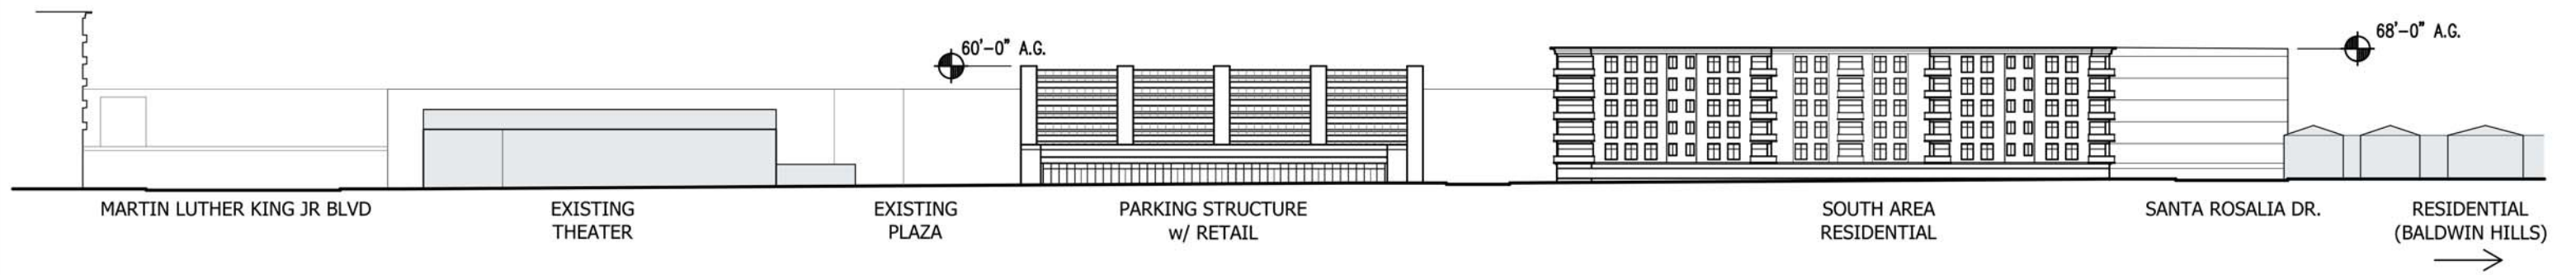 60'-0" A.G.
68'-0" A.G.
MARTIN LUTHER KING JR BLVD
EXISTING
THEATER
EXISTING
PLAZA
PARKING STRUCTURE
w/ RETAIL
SOUTH AREA
RESIDENTIAL
SANTA ROSALIA DR.
RESIDENTIAL
(BALDWIN HILLS)